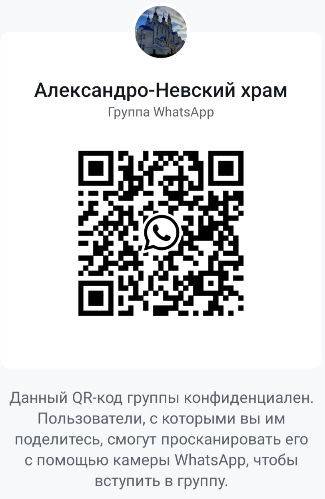 Александро-Невский храм
Группа WhatsApp
Данный QR-код группы конфиденциален.
Пользователи, с которыми вы им
поделитесь, смогут просканировать его
с помощью камеры WhatsApp, чтобы
вступить в группу.